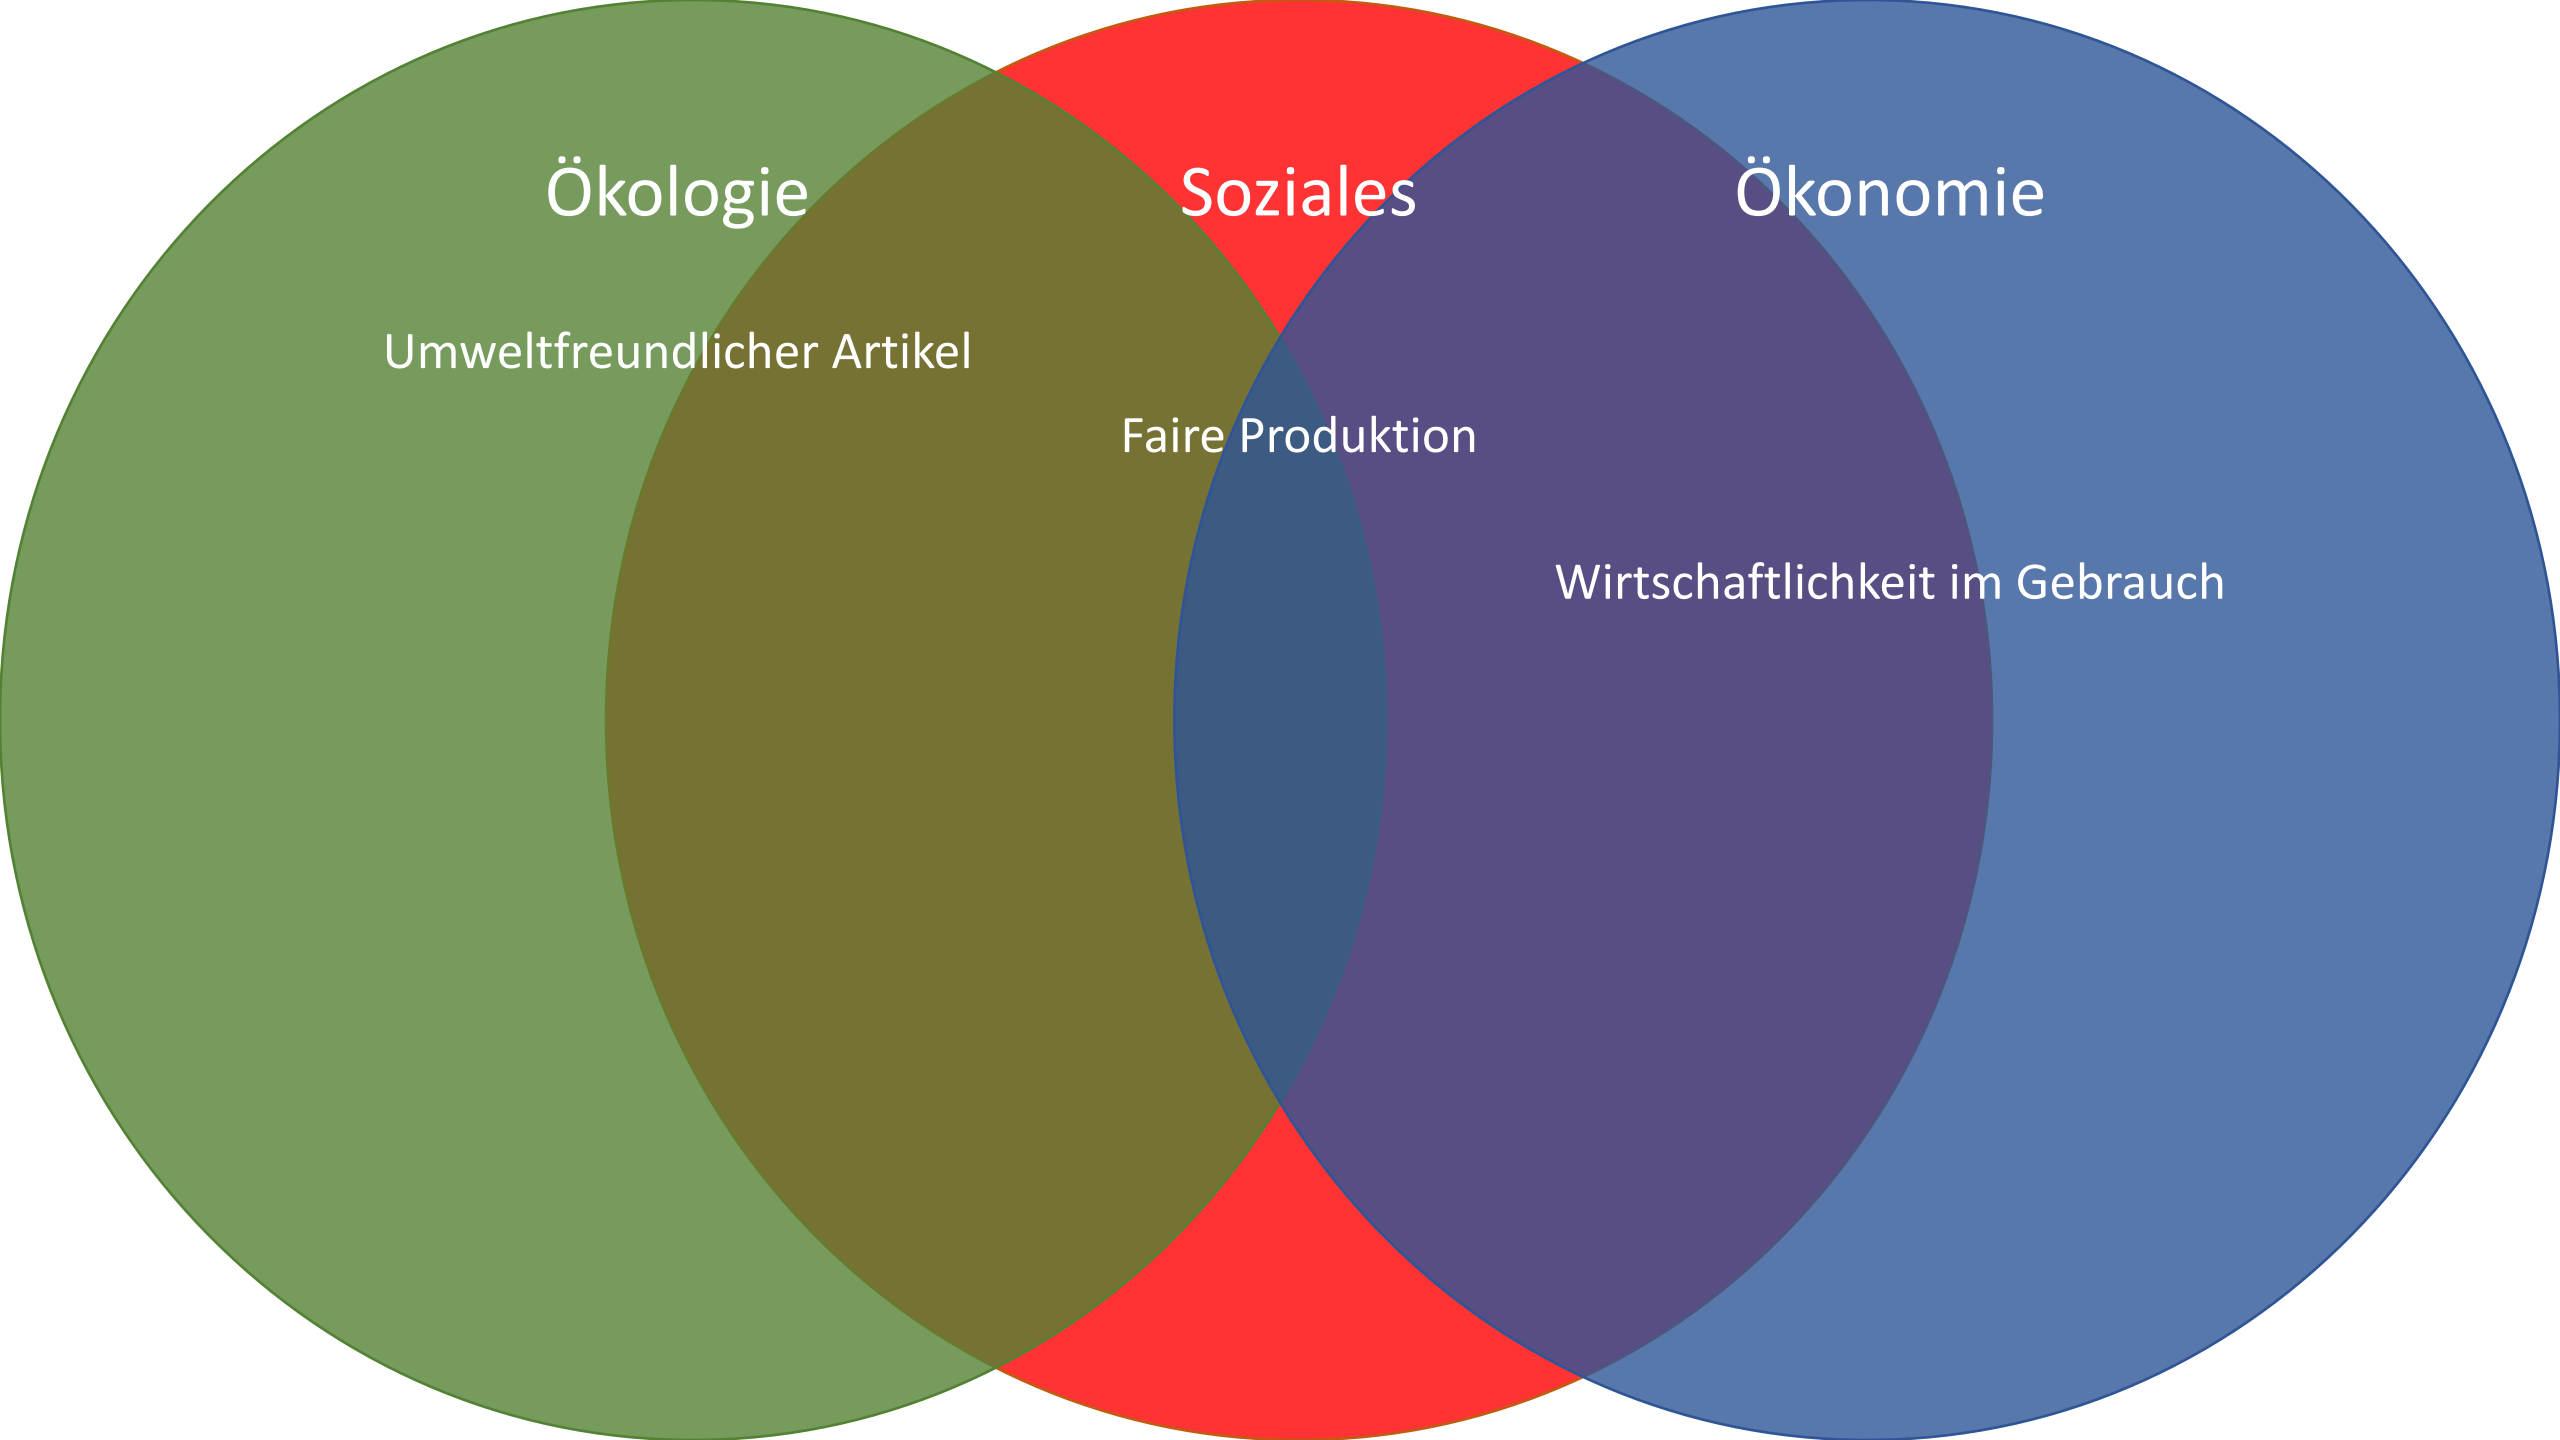 Ökologie
Soziales
Ökonomie
Umweltfreundlicher Artikel
Faire Produktion
Wirtschaftlichkeit im Gebrauch